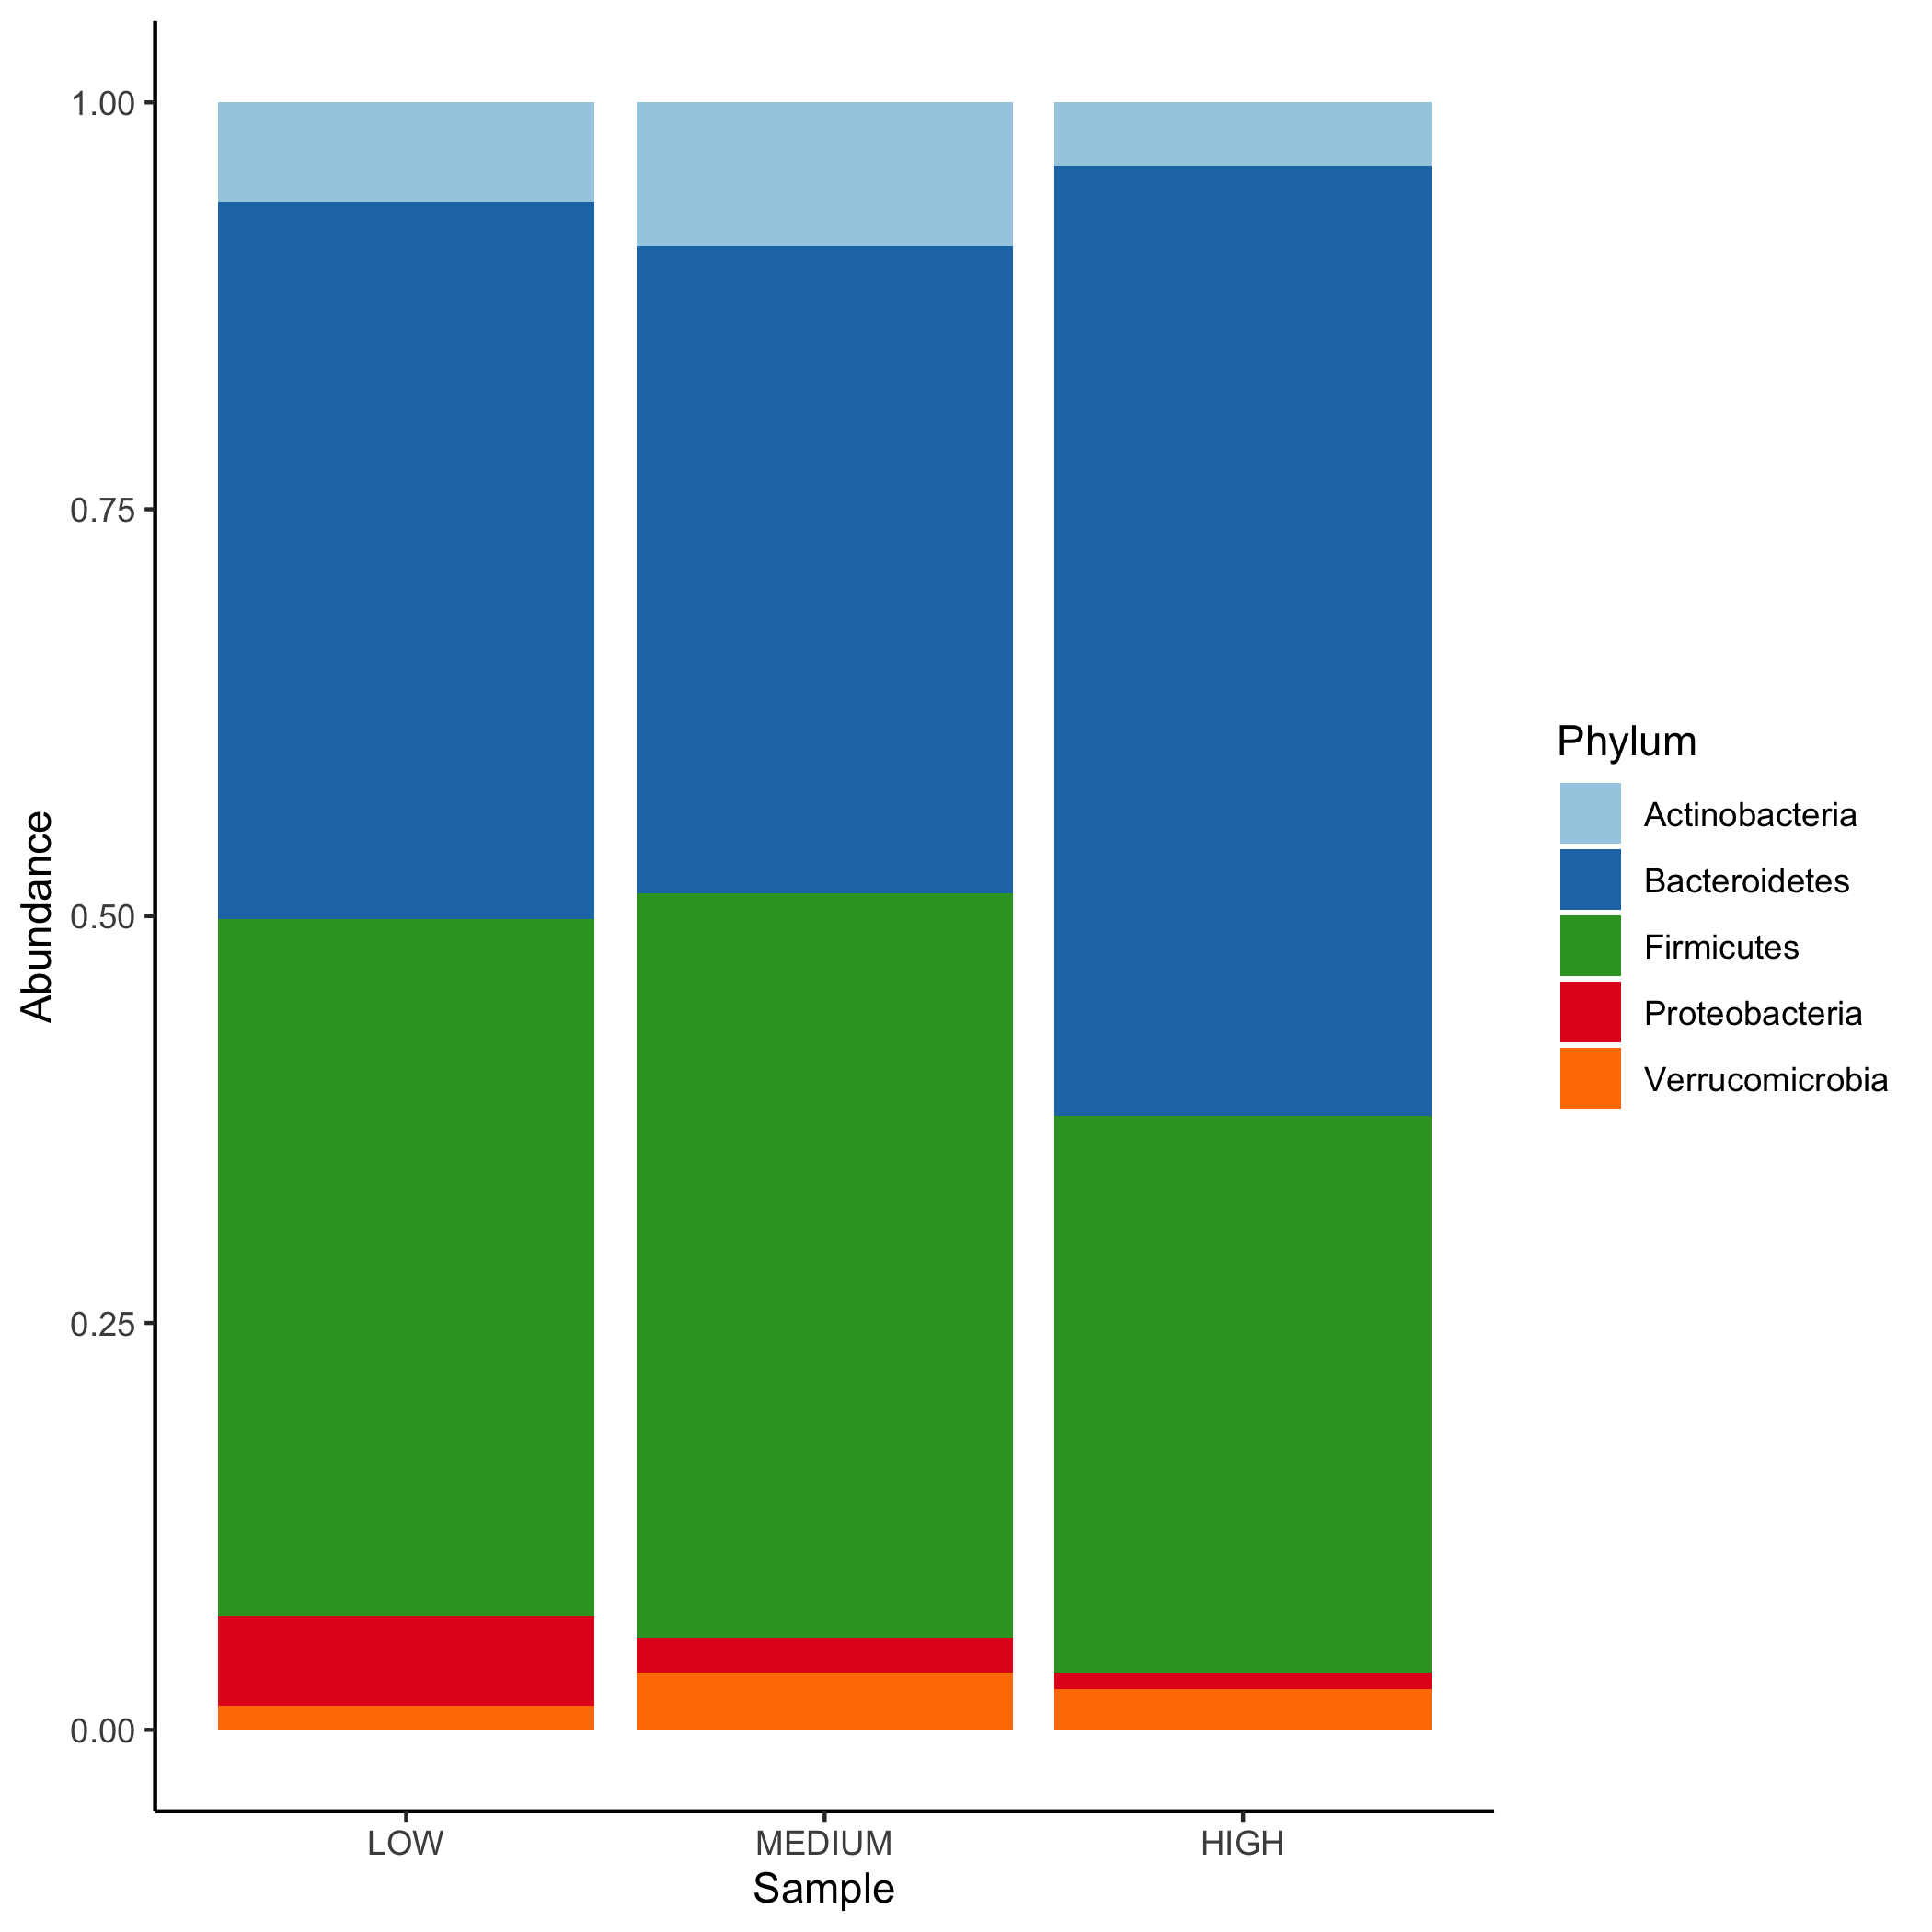 1.00
0.75
0.50
0.25
0.00
Abundance
LOW MEDIUM HIGH
Sample
Phylum
Actinobacteria
Bacteroidetes
Firmicutes
Proteobacteria
Verrucomicrobia